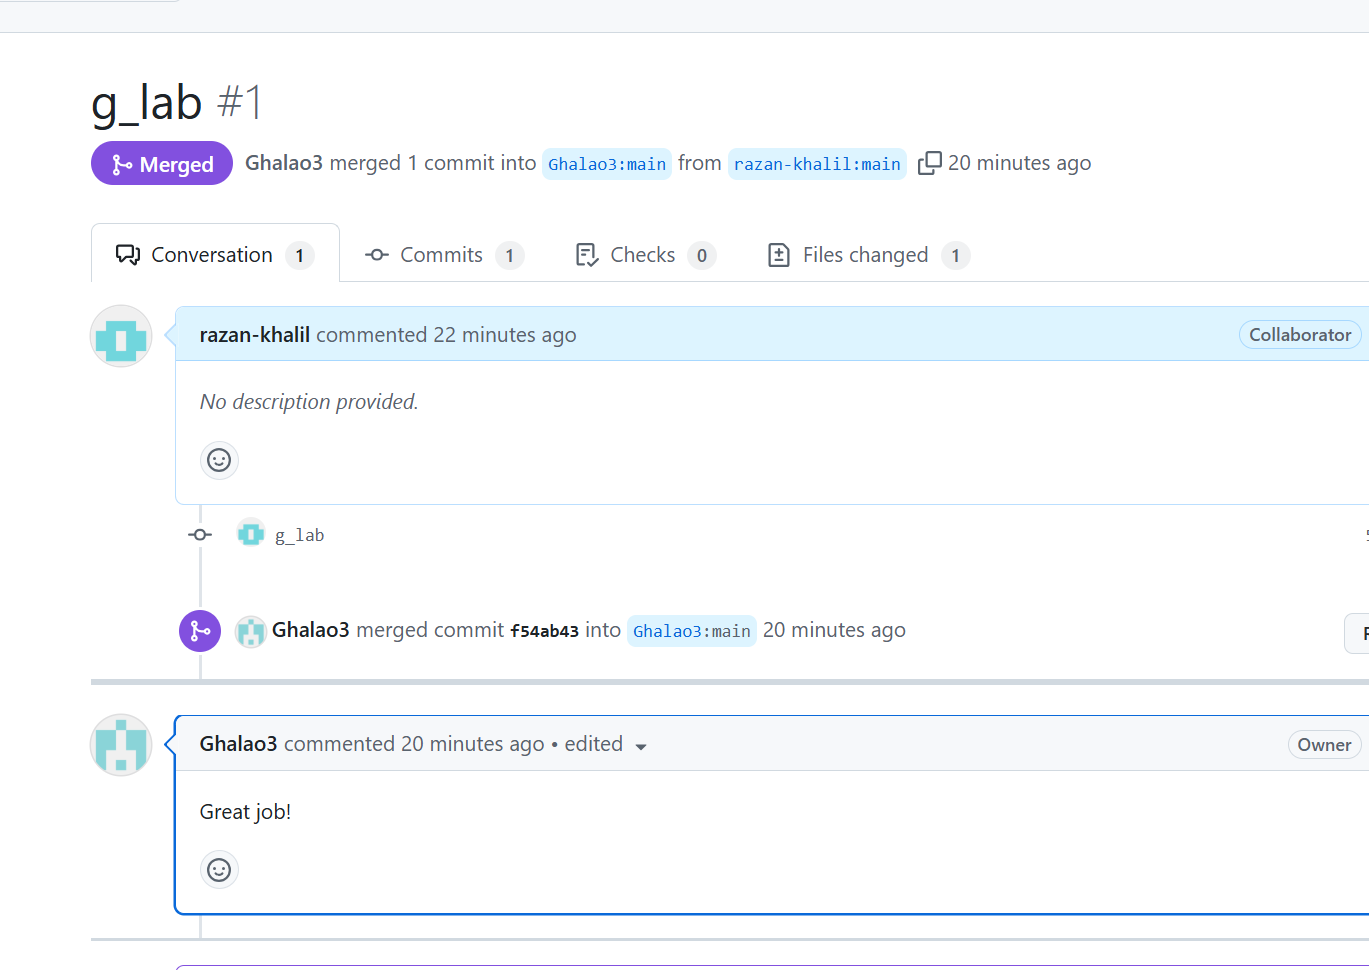 g_lab #1
Merged Ghalao3 merged 1 commit into Ghalao3:main from razan-khalil:main 20 minutes ago
Conversation 1 Commits 1 Checks 0 Files changed 1
razan-khalil commented 22 minutes ago Collaborator
No description provided.
g_lab
Ghalao3 merged commit f54ab43 into Ghalao3:main 20 minutes ago
Ghalao3 commented 20 minutes ago • edited Owner
Great job!